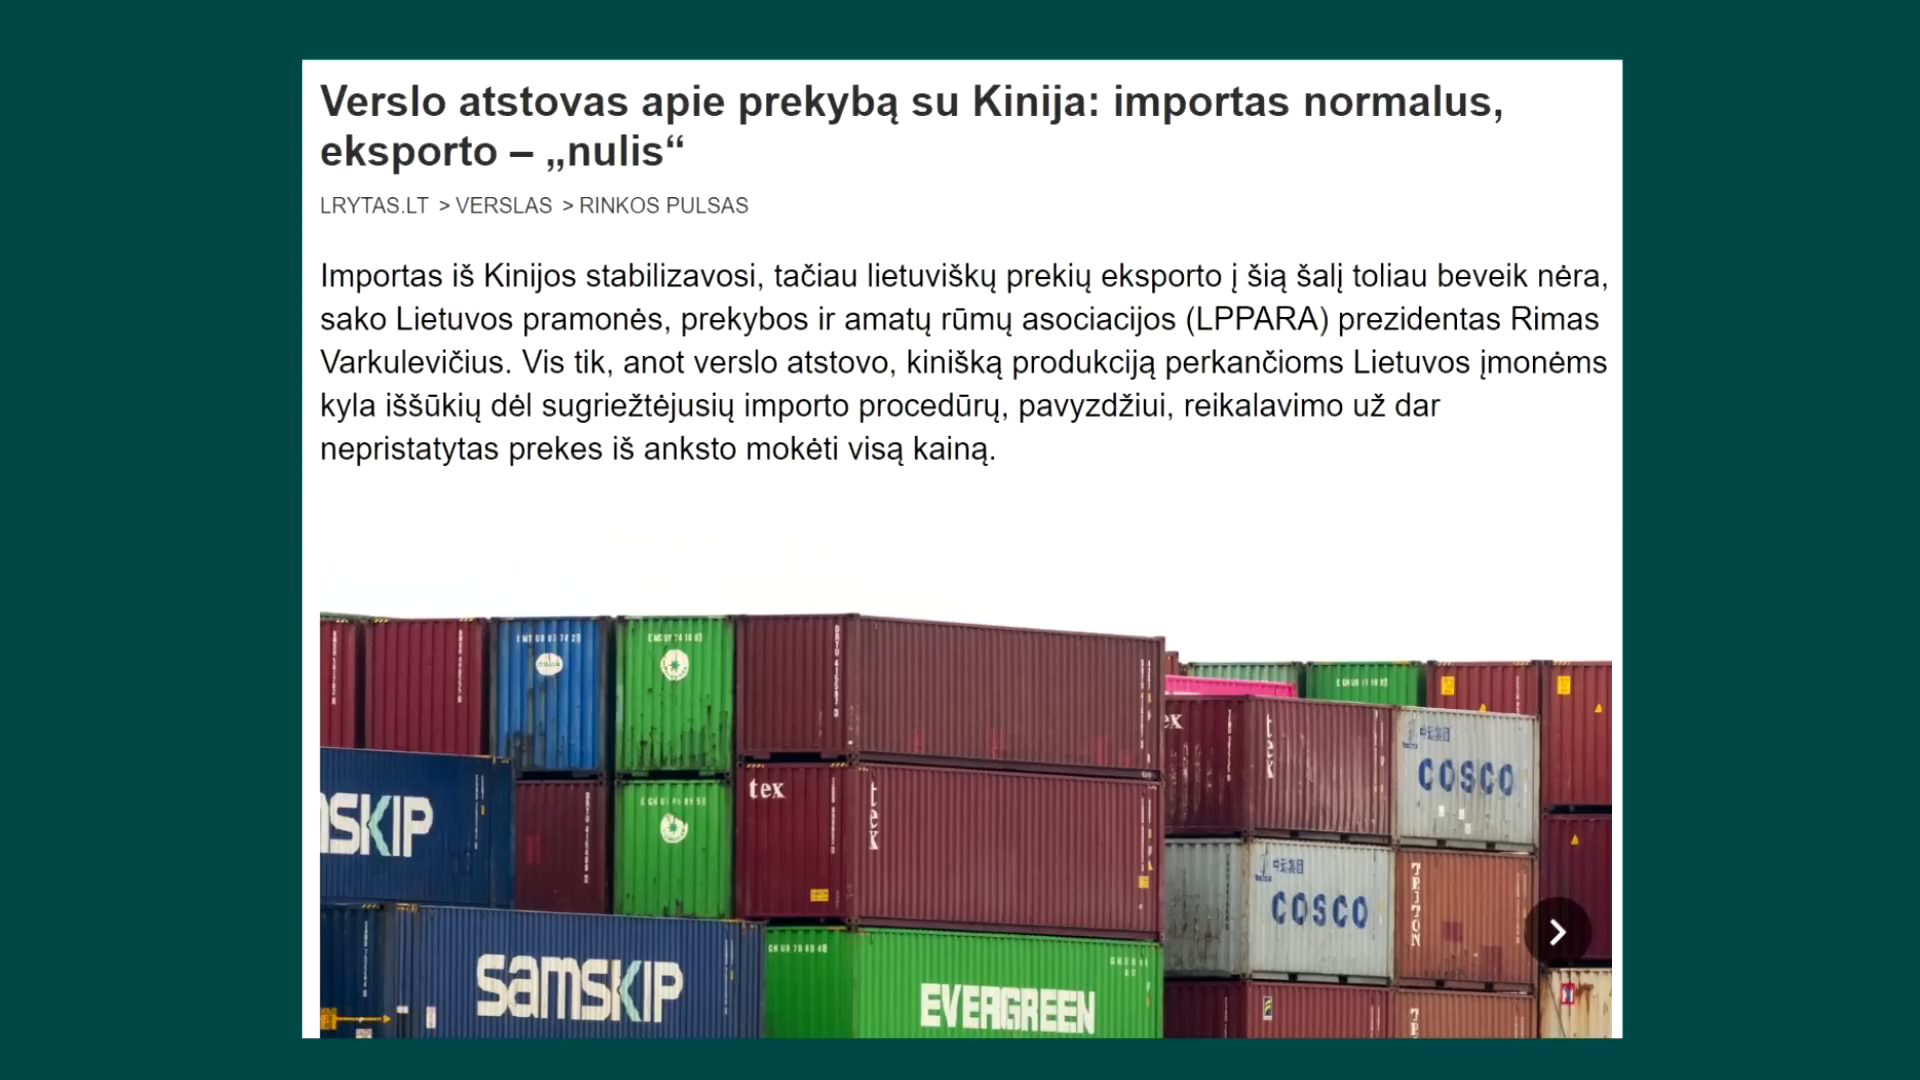 Verslo atstovas apie prekybą su Kinija: importas normalus,
eksporto – „nulis“
LRYTAS.LT > VERSLAS > RINKOS PULSAS
Importas iš Kinijos stabilizavosi, tačiau lietuviškų prekių eksporto į šią šalį toliau beveik nėra,
sako Lietuvos pramonės, prekybos ir amatų rūmų asociacijos (LPPARA) prezidentas Rimas
Varkulevičius. Vis tik, anot verslo atstovo, kinišką produkciją perkančioms Lietuvos įmonėms
kyla iššūkių dėl sugriežtėjusių importo procedūrų, pavyzdžiui, reikalavimo už dar
nepristatytas prekes iš anksto mokėti visą kainą.
tex
tex
tex
COSCO
COSCO
TRITON
SAMSKIP
EVERGREEN